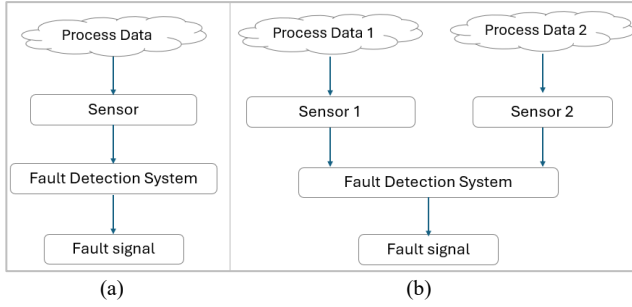 Process Data
Sensor
Fault Detection System
Fault signal
(a)
Process Data 1
Process Data 2
Sensor 1
Sensor 2
Fault Detection System
Fault signal
(b)